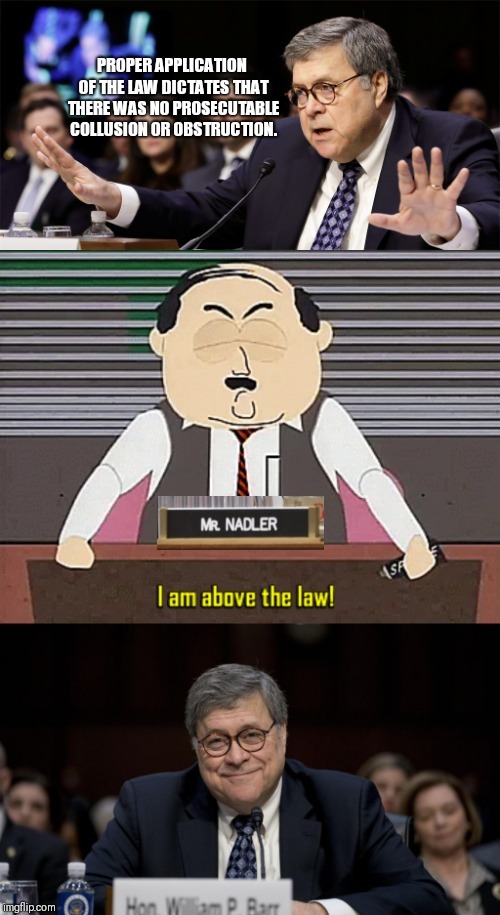 PROPER APPLICATION
OF THE LAW DICTATES THAT
THERE WAS NO PROSECUTABLE
COLLUSION OR OBSTRUCTION.
MR. NADLER
I am above the law!
Hon. William P. Barr
imgflip.com